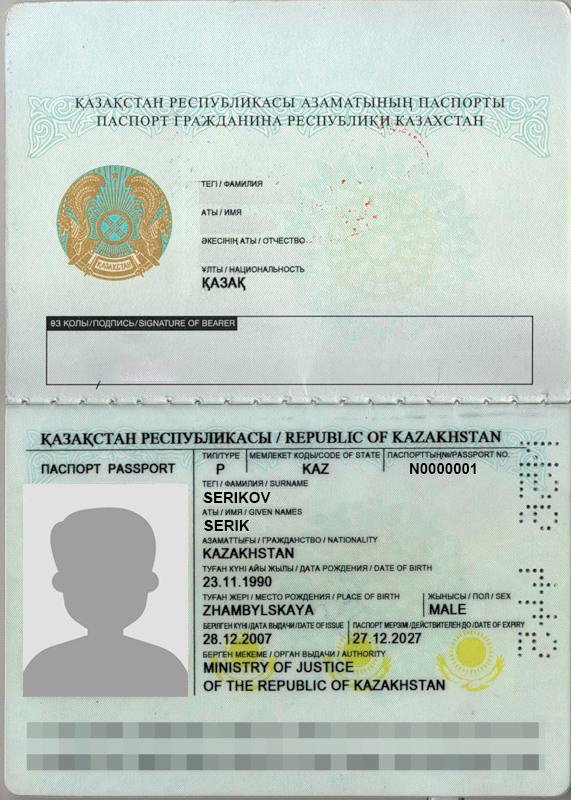 ҚАЗАҚСТАН РЕСПУБЛИКАСЫ АЗАМАТЫНЫҢ ПАСПОРТЫ
ПАСПОРТ ГРАЖДАНИНА РЕСПУБЛИКИ КАЗАХСТАН
ТЕГІ / ФАМИЛИЯ
АТЫ / ИМЯ
ӘКЕСІНІҢ АТЫ / ОТЧЕСТВО
ҰЛТЫ / НАЦИОНАЛЬНОСТЬ
ҚАЗАҚ
ҚАЗАҚСТАН
ӨЗ ҚОЛЫ/ПОДПИСЬ/SIGNATURE OF BEARER
ҚАЗАҚСТАН РЕСПУБЛИКАСЫ / REPUBLIC OF KAZAKHSTAN
ПАСПОРТ PASSPORT
ТИП/TYPE
P
МЕМЛЕКЕТ КОДЫ/CODE OF STATE
KAZ
ПАСПОРТТЫҢ№/PASSPORT NO.
N0000001
ТЕГІ / ФАМИЛИЯ / SURNAME
SERIKOV
АТЫ / ИМЯ / GIVEN NAMES
SERIK
АЗАМАТТЫҒЫ / ГРАЖДАНСТВО / NATIONALITY
KAZAKHSTAN
ТУҒАН КҮНІ АЙЫ ЖЫЛЫ / ДАТА РОЖДЕНИЯ / DATE OF BIRTH
23.11.1990
ТУҒАН ЖЕРІ / МЕСТО РОЖДЕНИЯ / PLACE OF BIRTH
ZHAMBYLSKAYA
ЖЫНЫСЫ / ПОЛ / SEX
MALE
БЕРІЛГЕН КҮНІ /ДАТА ВЫДАЧИ /DATE OF ISSUE
28.12.2007
ПАСПОРТ МЕРЗІМІ /ДЕЙСТВИТЕЛЕН ДО / DATE OF EXPIRY
27.12.2027
БЕРГЕН МЕКЕМЕ / ОРГАН ВЫДАЧИ / AUTHORITY
MINISTRY OF JUSTICE
OF THE REPUBLIC OF KAZAKHSTAN